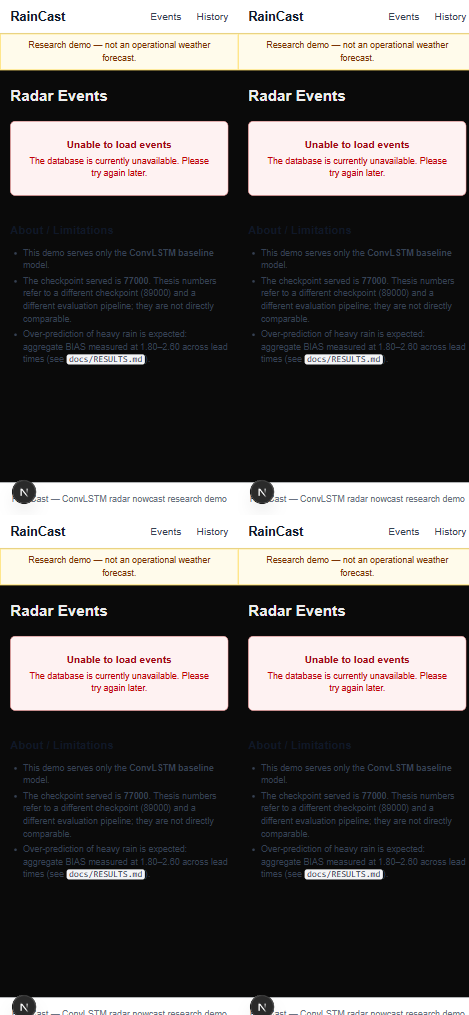 RainCast Events History
Research demo — not an operational weather
forecast.
Radar Events
Unable to load events
The database is currently unavailable. Please
try again later.
About / Limitations
This demo serves only the ConvLSTM baseline
model.
The checkpoint served is 77000. Thesis numbers
refer to a different checkpoint (89000) and a
different evaluation pipeline; they are not directly
comparable.
Over-prediction of heavy rain is expected:
aggregate BIAS measured at 1.80–2.60 across lead
times (see docs/RESULTS.md
N
ast — ConvLSTM radar nowcast research demo
RainCast Events History
Research demo — not an operational weather
forecast.
Radar Events
Unable to load events
The database is currently unavailable. Please
try again later.
About / Limitations
This demo serves only the ConvLSTM baseline
model.
The checkpoint served is 77000. Thesis numbers
refer to a different checkpoint (89000) and a
different evaluation pipeline; they are not directly
comparable.
Over-prediction of heavy rain is expected:
aggregate BIAS measured at 1.80–2.60 across lead
times (see docs/RESULTS.md
N
ast — ConvLSTM radar nowcast research demo
RainCast Events History
Research demo — not an operational weather
forecast.
Radar Events
Unable to load events
The database is currently unavailable. Please
try again later.
About / Limitations
This demo serves only the ConvLSTM baseline
model.
The checkpoint served is 77000. Thesis numbers
refer to a different checkpoint (89000) and a
different evaluation pipeline; they are not directly
comparable.
Over-prediction of heavy rain is expected:
aggregate BIAS measured at 1.80–2.60 across lead
times (see docs/RESULTS.md
N
ast — ConvLSTM radar nowcast research demo
RainCast Events History
Research demo — not an operational weather
forecast.
Radar Events
Unable to load events
The database is currently unavailable. Please
try again later.
About / Limitations
This demo serves only the ConvLSTM baseline
model.
The checkpoint served is 77000. Thesis numbers
refer to a different checkpoint (89000) and a
different evaluation pipeline; they are not directly
comparable.
Over-prediction of heavy rain is expected:
aggregate BIAS measured at 1.80–2.60 across lead
times (see docs/RESULTS.md
N
ast — ConvLSTM radar nowcast research demo